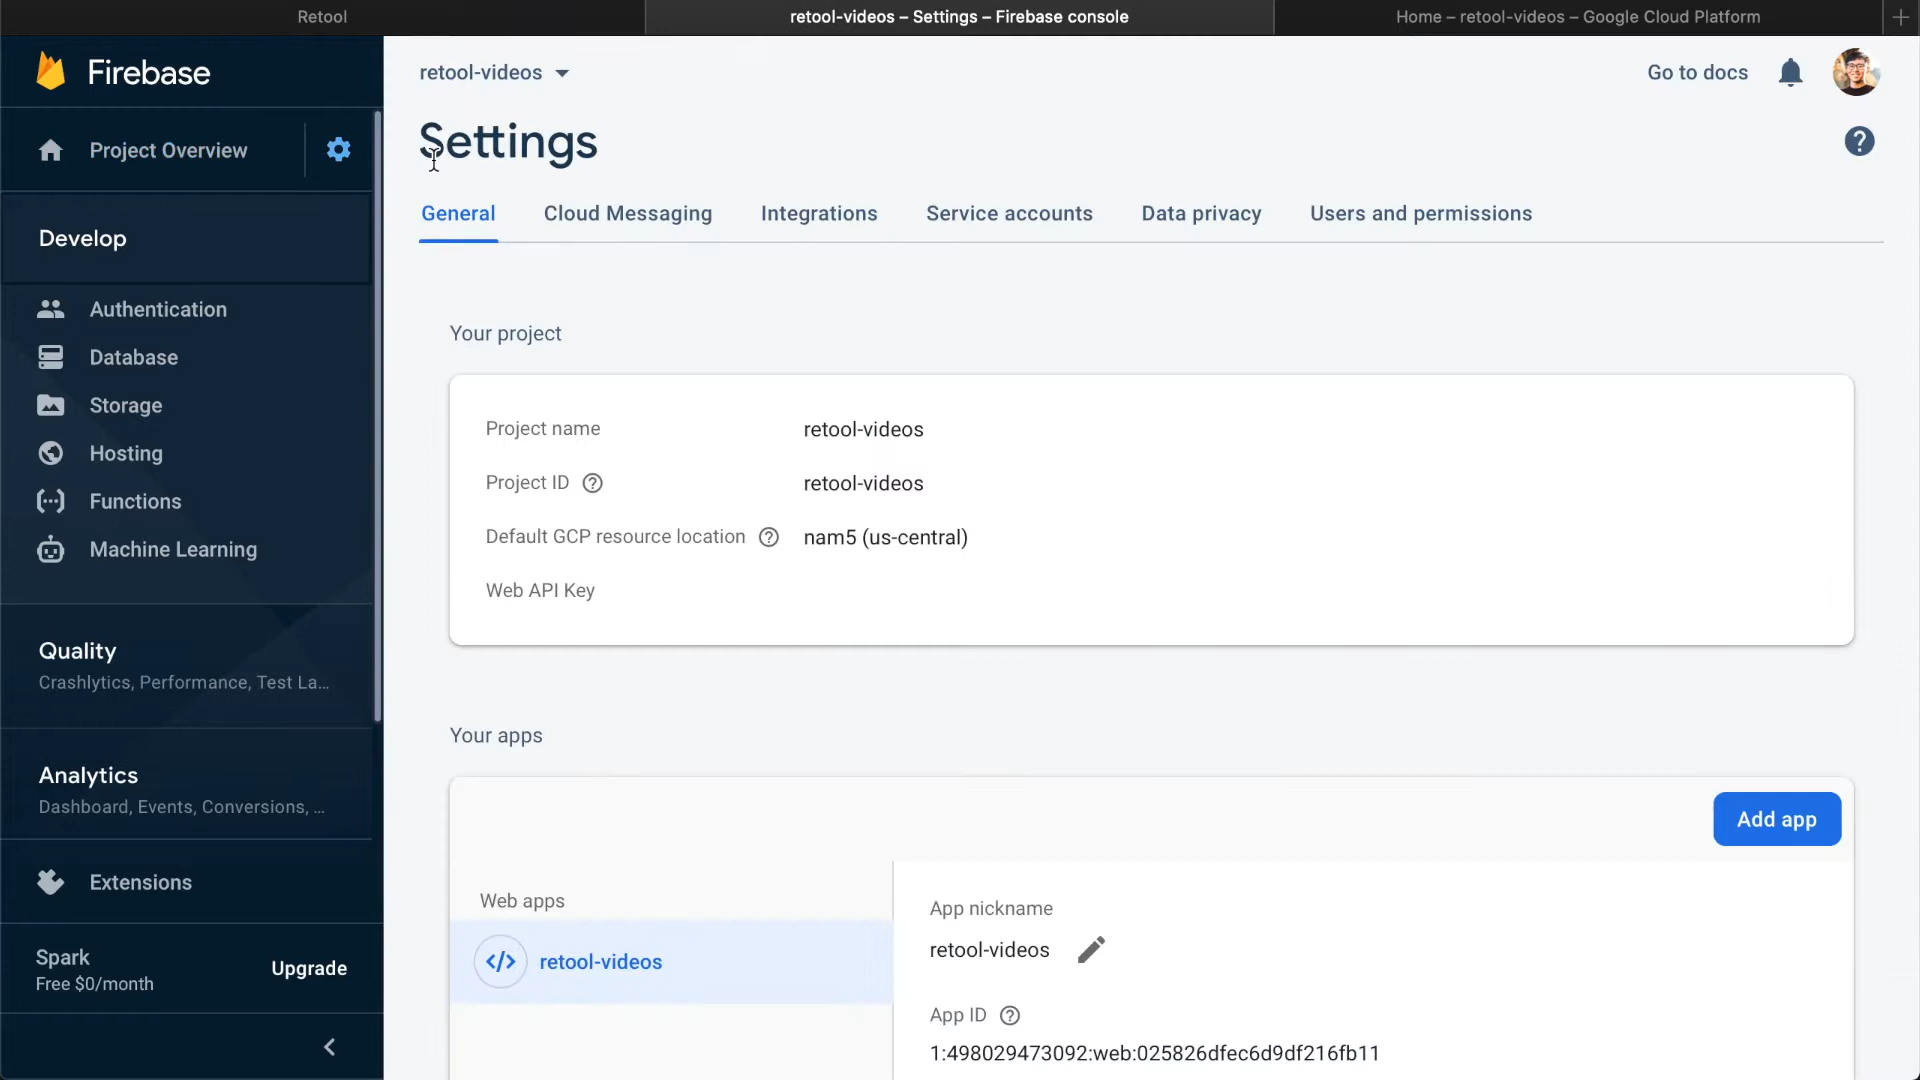 Retool
retool-videos – Settings – Firebase console
Home – retool-videos – Google Cloud Platform
Firebase
retool-videos
Go to docs
Project Overview
Settings
General
Cloud Messaging
Integrations
Service accounts
Data privacy
Users and permissions
Develop
Authentication
Database
Storage
Hosting
Functions
Machine Learning
Quality
Crashlytics, Performance, Test La...
Analytics
Dashboard, Events, Conversions, ...
Extensions
Spark
Free $0/month
Upgrade
Your project
Project name
retool-videos
Project ID
retool-videos
Default GCP resource location
nam5 (us-central)
Web API Key
Your apps
Add app
Web apps
retool-videos
App nickname
retool-videos
App ID
1:498029473092:web:025826dfec6d9df216fb11